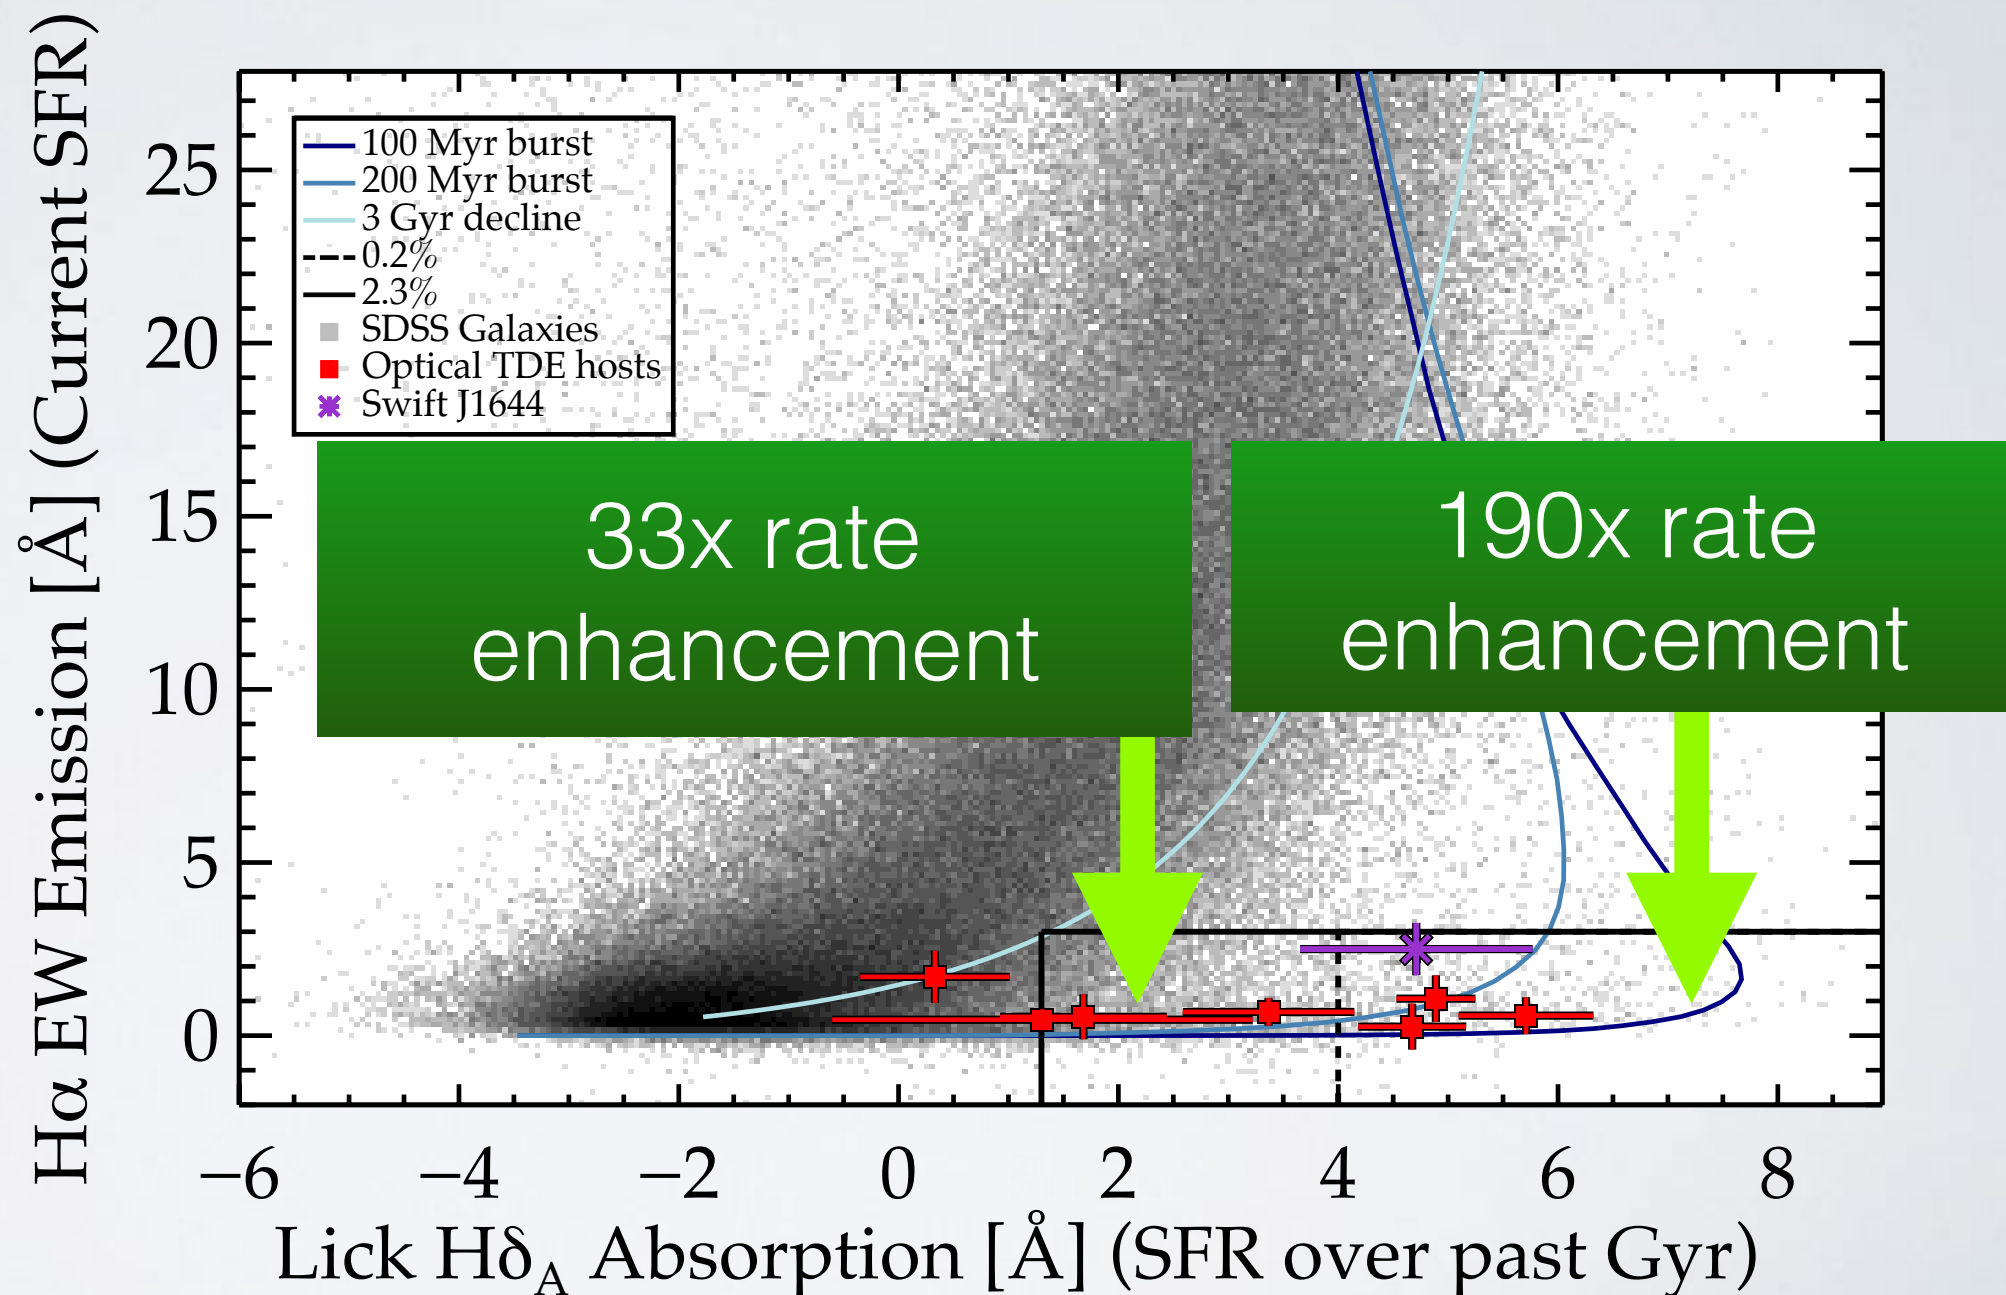 Hα EW Emission [Å] (Current SFR)
25
20
15
10
5
0
100 Myr burst
200 Myr burst
3 Gyr decline
0.2%
2.3%
SDSS Galaxies
Optical TDE hosts
Swift J1644
33x rate
enhancement
190x rate
enhancement
−6 −4 −2 0 2 4 6 8
Lick Hδ_A Absorption [Å] (SFR over past Gyr)